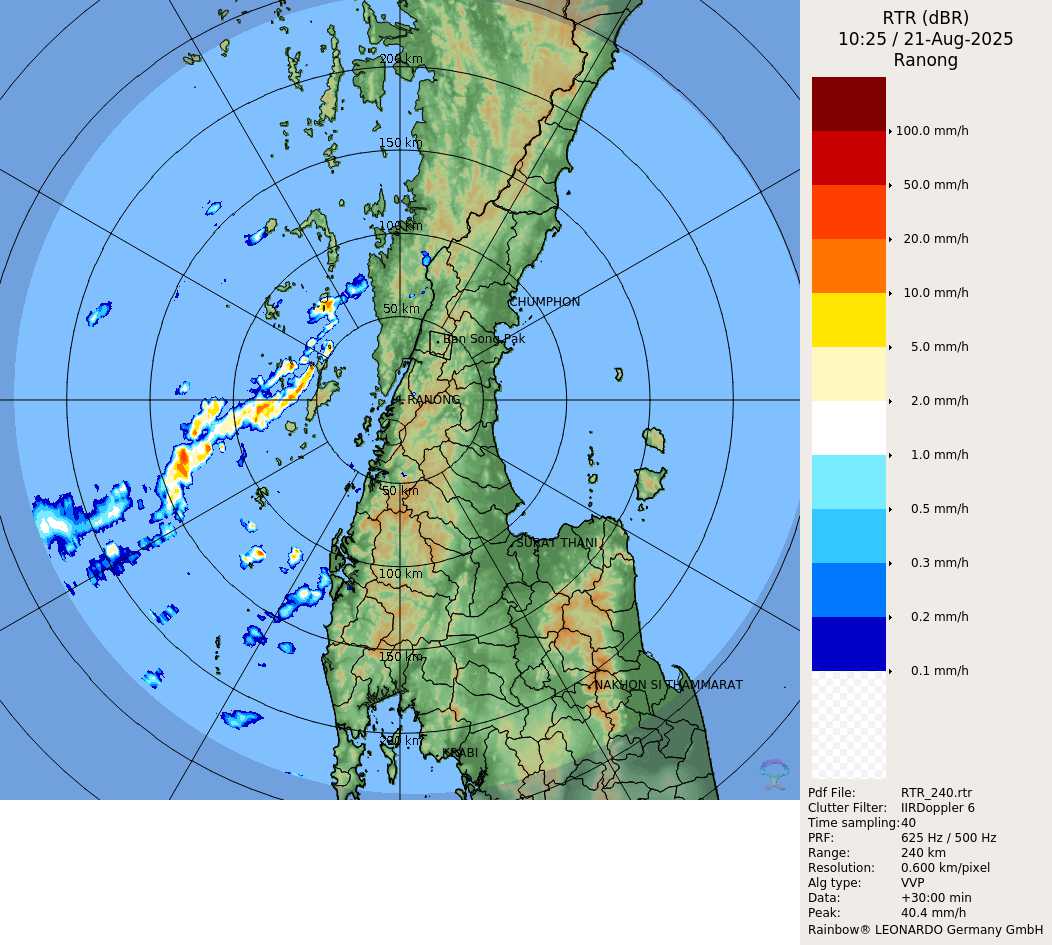 200 km
150 km
100 km
50 km
CHUMPHON
Ban Song Pak
RANONG
50 km
SURAT THANI
100 km
150 km
NAKHON SI THAMMARAT
200 km
KRABI
RTR (dBR)
10:25 / 21-Aug-2025
Ranong
100.0 mm/h
50.0 mm/h
20.0 mm/h
10.0 mm/h
5.0 mm/h
2.0 mm/h
1.0 mm/h
0.5 mm/h
0.3 mm/h
0.2 mm/h
0.1 mm/h
Pdf File: RTR_240.rtr
Clutter Filter: IIRDoppler 6
Time sampling:40
PRF: 625 Hz / 500 Hz
Range: 240 km
Resolution: 0.600 km/pixel
Alg type: VVP
Data: +30:00 min
Peak: 40.4 mm/h
Rainbow® LEONARDO Germany GmbH